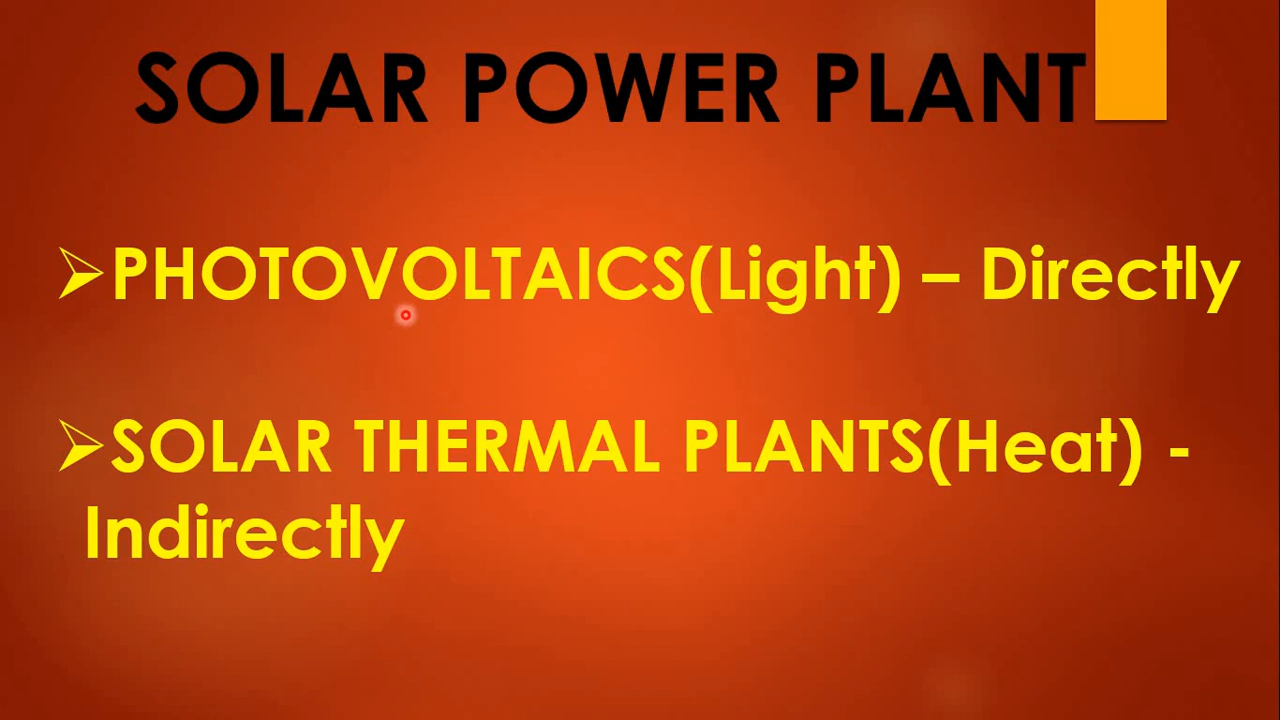 SOLAR POWER PLANT
➢PHOTOVOLTAICS(Light) – Directly
➢SOLAR THERMAL PLANTS(Heat) -
Indirectly